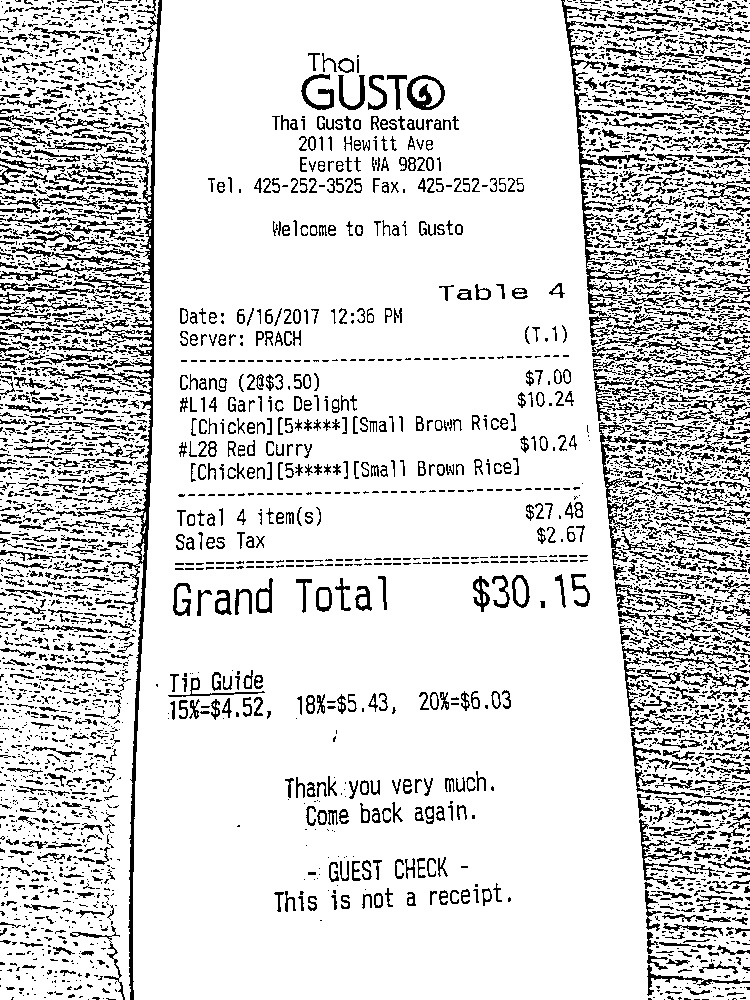 Thai
GUSTO
Thai Gusto Restaurant
2011 Hewitt Ave
Everett WA 98201
Tel. 425-252-3525 Fax. 425-252-3525
Welcome to Thai Gusto
Table 4
Date: 6/16/2017 12:36 PM
Server: PRACH (T.1)
Chang (2@$3.50) $7.00
#L14 Garlic Delight $10.24
[Chicken][5*****][Small Brown Rice]
#L28 Red Curry $10.24
[Chicken][5*****][Small Brown Rice]
Total 4 item(s) $27.48
Sales Tax $2.67
Grand Total $30.15
Tip Guide
15%=$4.52, 18%=$5.43, 20%=$6.03
Thank you very much.
Come back again.
- GUEST CHECK -
This is not a receipt.